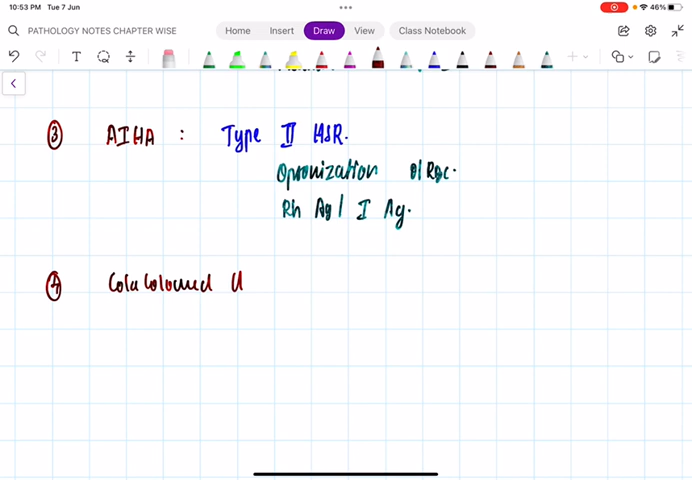 10:53 PM Tue 7 Jun
46%
PATHOLOGY NOTES CHAPTER WISE
Home Insert Draw View Class Notebook
③ AIHA : Type II HSR.
Opsonization of RBC.
Rh Ag / I Ag.
④ Cola Coloured U